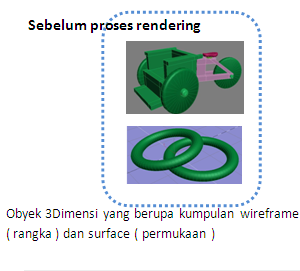 Sebelum proses rendering
Obyek 3Dimensi yang berupa kumpulan wireframe
( rangka ) dan surface ( permukaan )